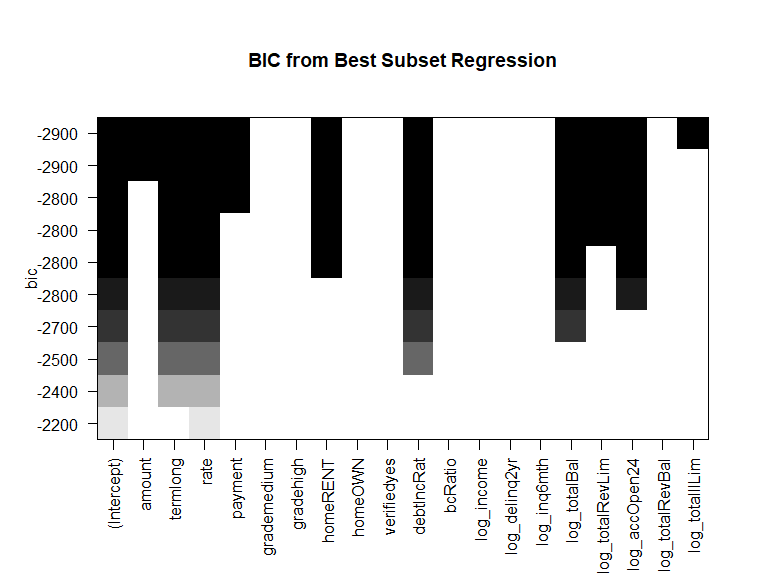 BIC from Best Subset Regression
bic
-2900
-2900
-2800
-2800
-2800
-2800
-2700
-2500
-2400
-2200
(Intercept)
amount
termlong
rate
payment
grademedium
gradehigh
homeRENT
homeOWN
verifiedyes
debtIncRat
bcRatio
log_income
log_delinq2yr
log_inq6mth
log_totalBal
log_totalRevLim
log_accOpen24
log_totalRevBal
log_totalIlLim